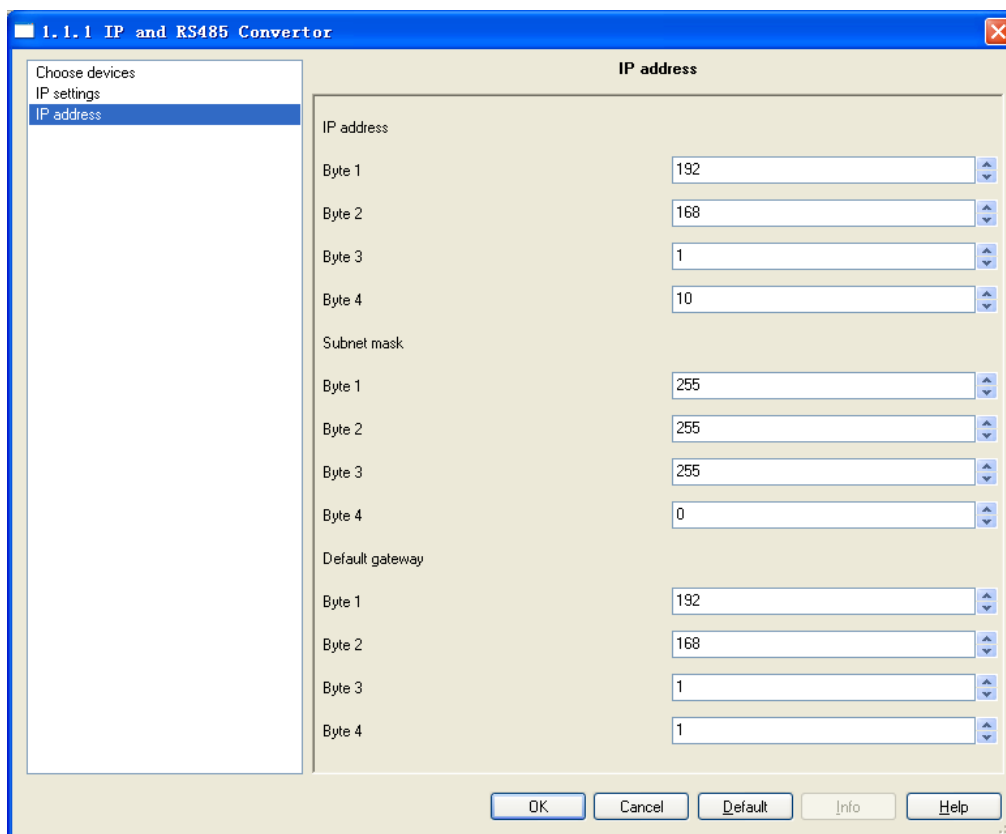 1.1.1 IP and RS485 Convertor
Choose devices
IP settings
IP address
IP address
IP address
Byte 1 192
Byte 2 168
Byte 3 1
Byte 4 10
Subnet mask
Byte 1 255
Byte 2 255
Byte 3 255
Byte 4 0
Default gateway
Byte 1 192
Byte 2 168
Byte 3 1
Byte 4 1
OK Cancel Default Info Help